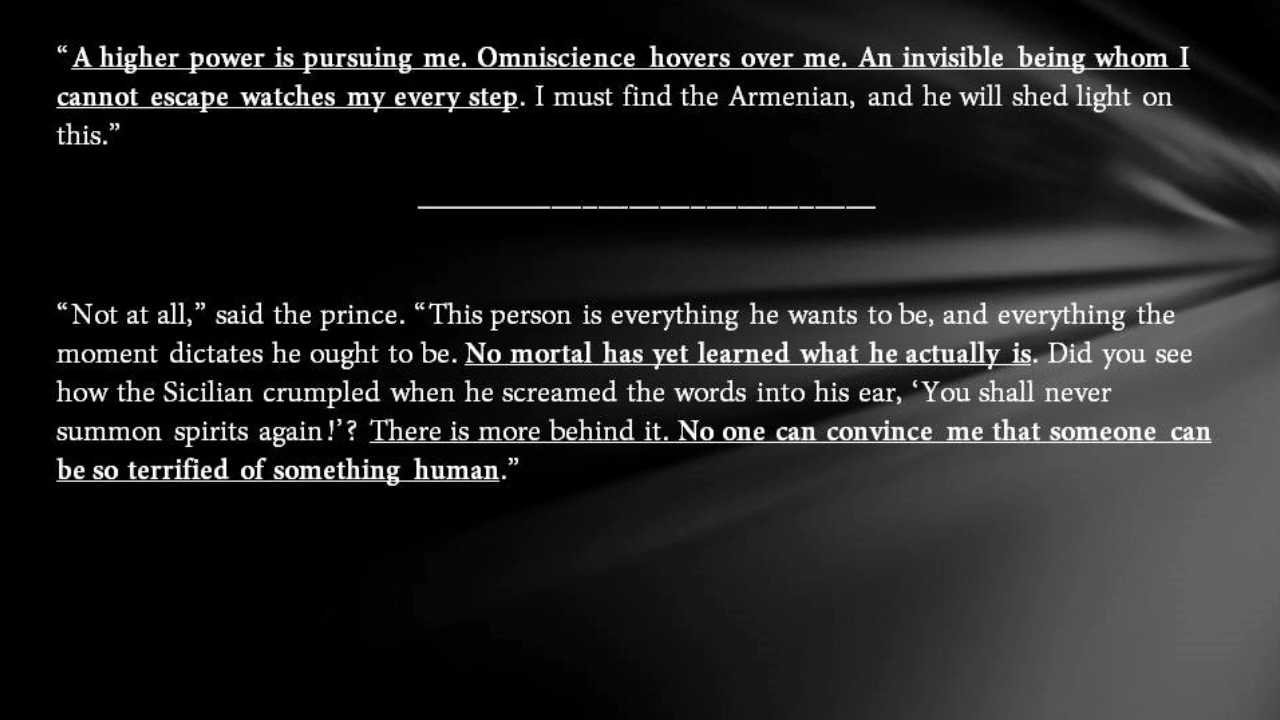 “A higher power is pursuing me. Omniscience hovers over me. An invisible being whom I
cannot escape watches my every step. I must find the Armenian, and he will shed light on
this.”
“Not at all,” said the prince. “This person is everything he wants to be, and everything the
moment dictates he ought to be. No mortal has yet learned what he actually is. Did you see
how the Sicilian crumpled when he screamed the words into his ear, ‘You shall never
summon spirits again!’? There is more behind it. No one can convince me that someone can
be so terrified of something human.”